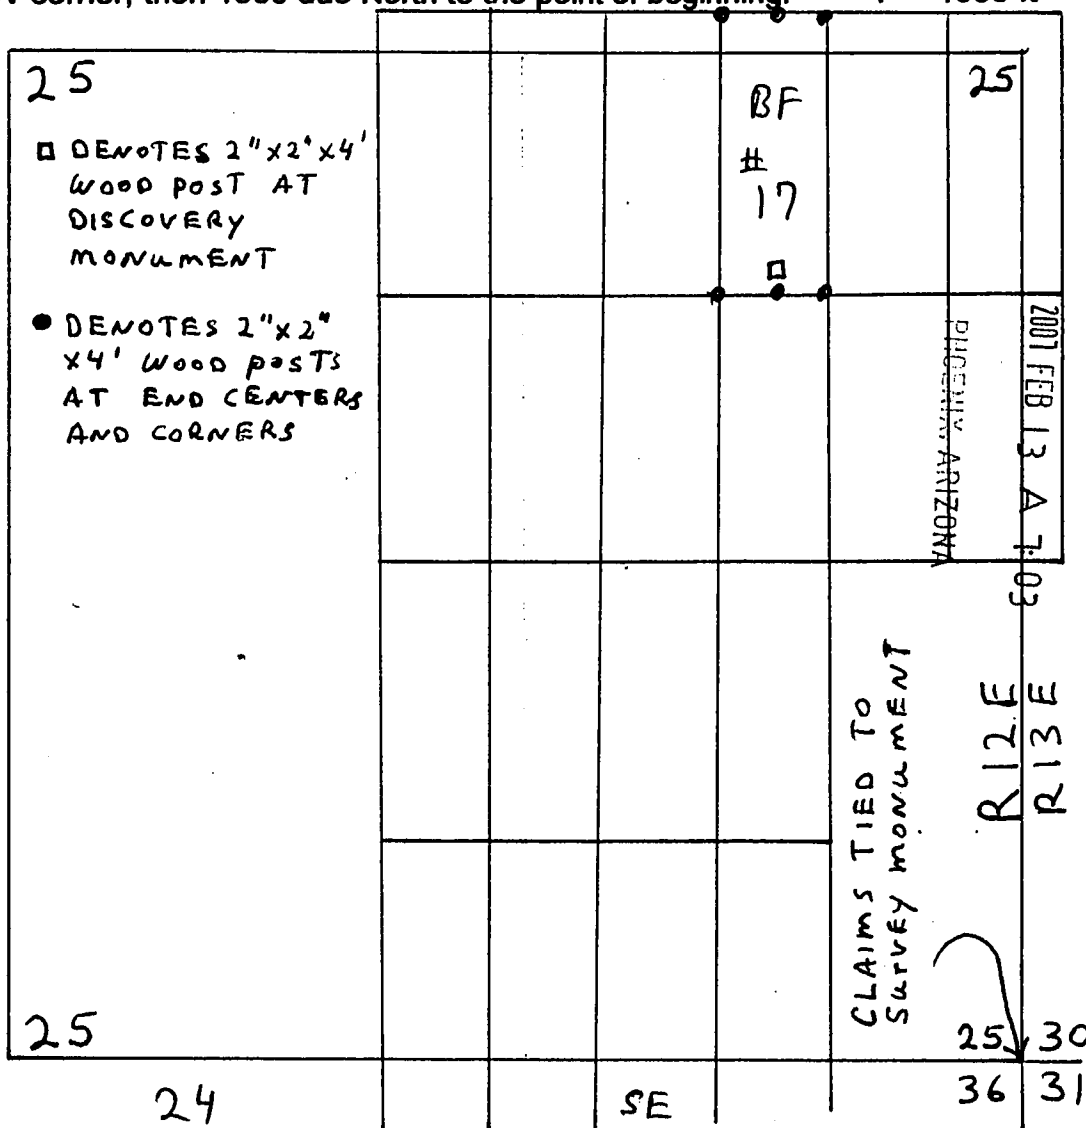 corner, then 1500 due North to the point of beginning.
25
□ DENOTES 2"x2"x4'
WOOD POST AT
DISCOVERY
MONUMENT
● DENOTES 2"x2"
x4' WOOD POSTS
AT END CENTERS
AND CORNERS
BF
#
17
25
2007 FEB 13 A 7:03
PHOENIX, ARIZONA
R12E
R13E
CLAIMS TIED TO
SURVEY MONUMENT
25
25 30
36 31
24
SE